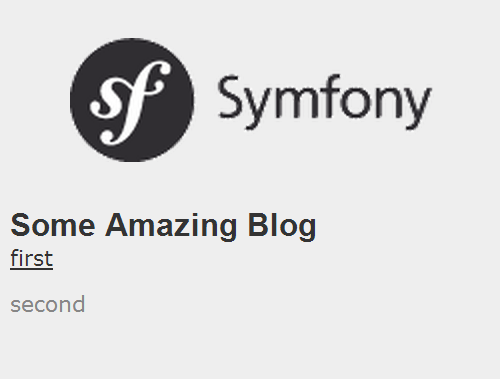 sf Symfony
Some Amazing Blog
first
second